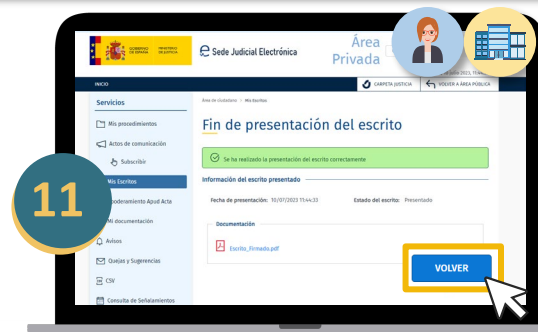 GOBIERNO DE ESPAÑA
MINISTERIO DE JUSTICIA
Sede Judicial Electrónica
Área
Privada
INICIO
CARPETA JUSTICIA
VOLVER A ÁREA PÚBLICA
Servicios
Mis procedimientos
Actos de comunicación
Subscribir
Mis Escritos
poderamiento Apud Acta
Mi documentación
Avisos
Quejas y Sugerencias
CSV
Consulta de Señalamientos
Área de ciudadano / Mis Escritos
Fin de presentación del escrito
Se ha realizado la presentación del escrito correctamente
Información del escrito presentado
Fecha de presentación: 10/07/2023 11:44:33 Estado del escrito: Presentado
Documentación
Escrito_Firmado.pdf
VOLVER
11